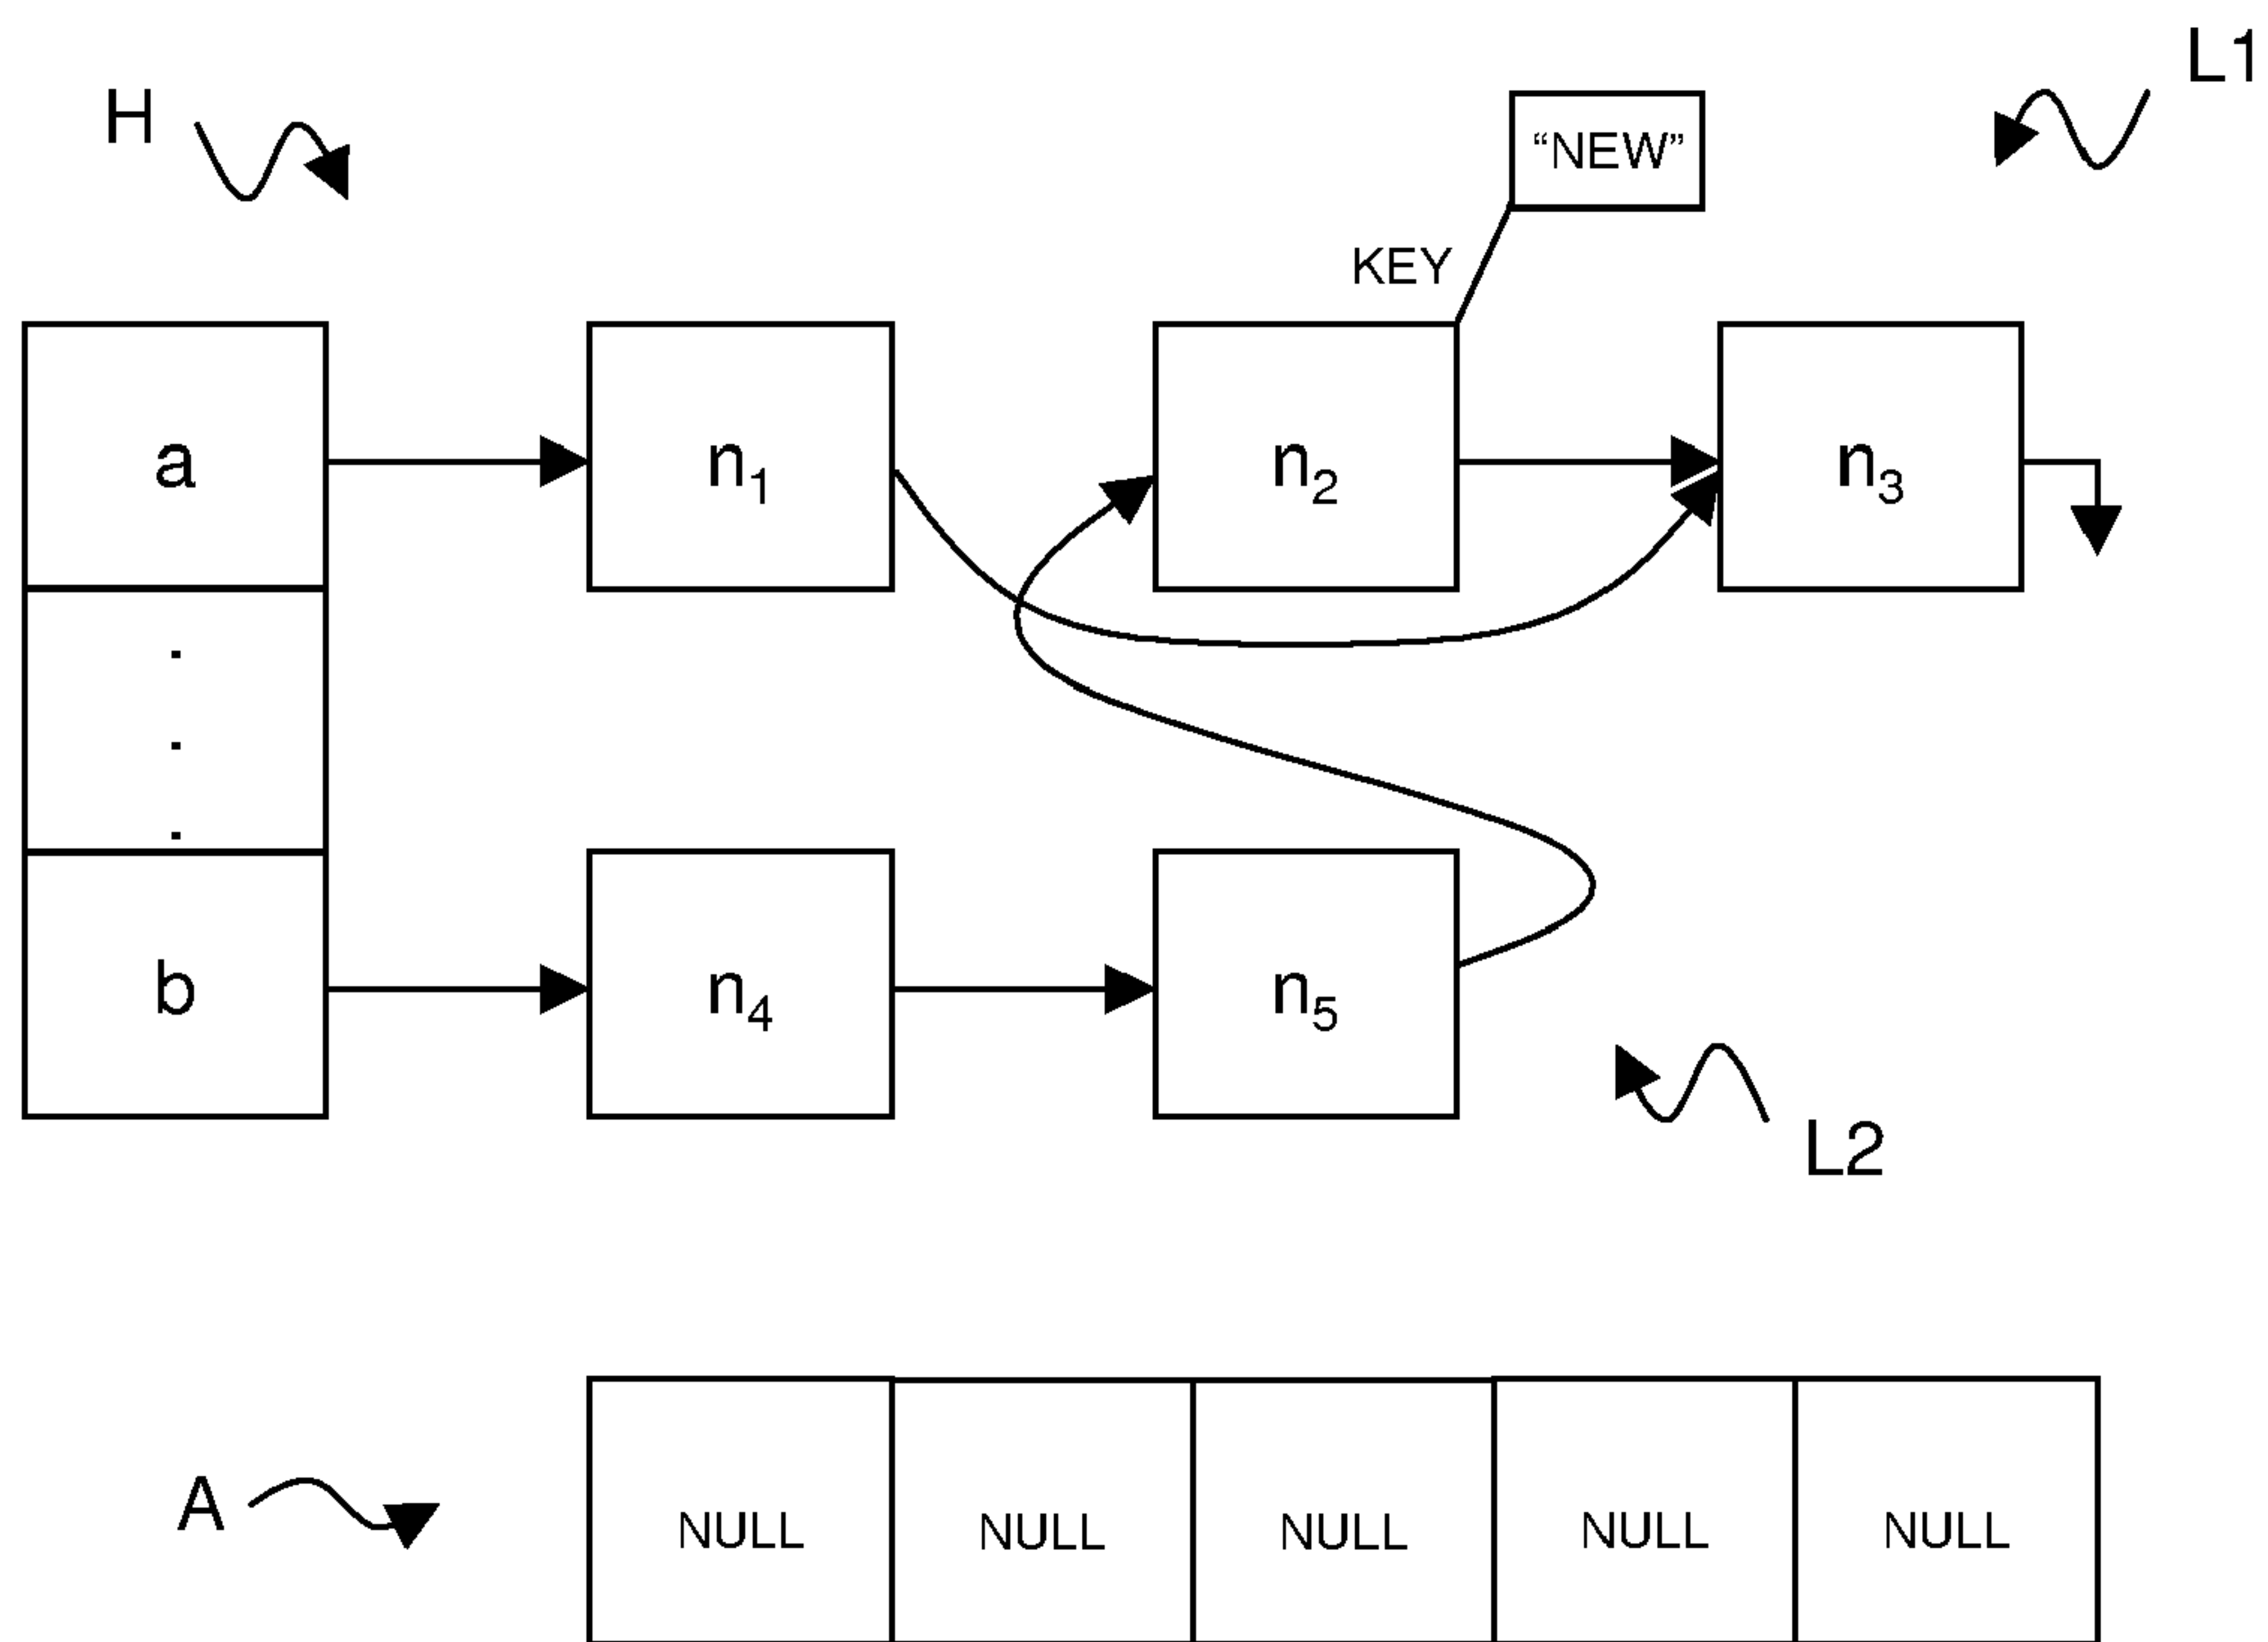 L1
H
“NEW”
KEY
a
n1
n2
n3
.
.
.
b
n4
n5
L2
A
NULL NULL NULL NULL NULL